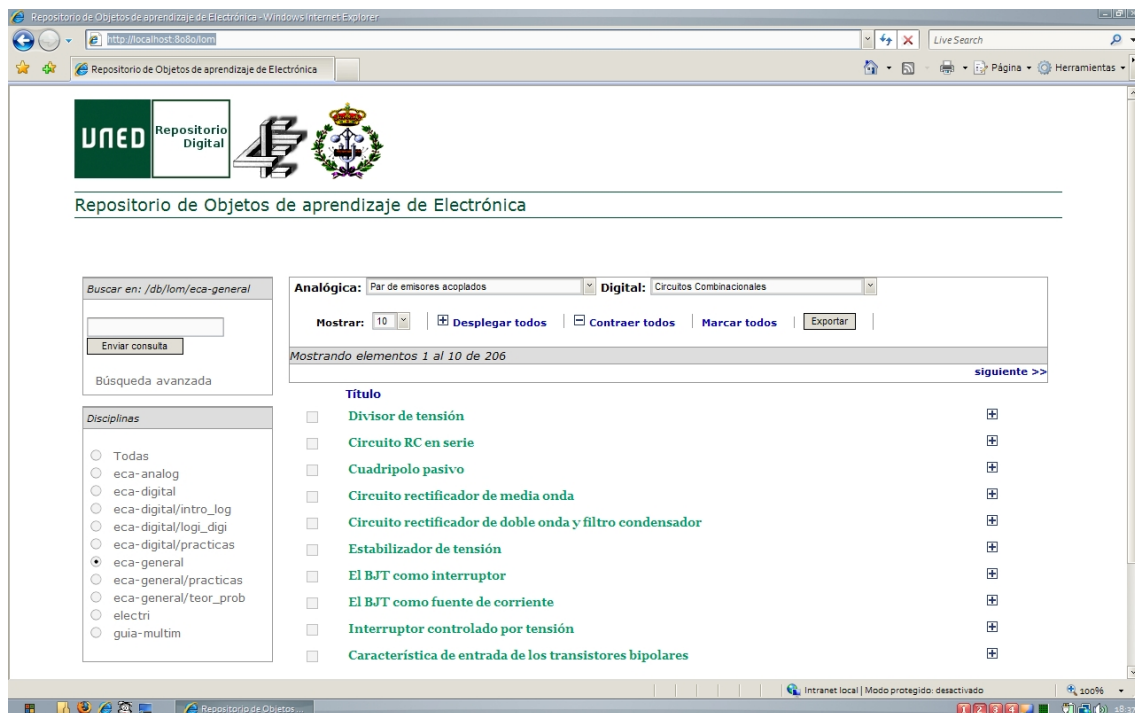 Repositorio de Objetos de aprendizaje de Electrónica - Windows Internet Explorer
http://localhost:8080/lom
Live Search
Repositorio de Objetos de aprendizaje de Electrónica
Página
Herramientas
UNED
Repositorio
Digital
Repositorio de Objetos de aprendizaje de Electrónica
Buscar en: /db/lom/eca-general
Enviar consulta
Búsqueda avanzada
Disciplinas
Todas
eca-analog
eca-digital
eca-digital/intro_log
eca-digital/logi_digi
eca-digital/practicas
eca-general
eca-general/practicas
eca-general/teor_prob
electri
guia-multim
Analógica: Par de emisores acoplados Digital: Circuitos Combinacionales
Mostrar: 10 Desplegar todos Contraer todos Marcar todos Exportar
Mostrando elementos 1 al 10 de 206
siguiente >>
Título
Divisor de tensión
Circuito RC en serie
Cuadripolo pasivo
Circuito rectificador de media onda
Circuito rectificador de doble onda y filtro condensador
Estabilizador de tensión
El BJT como interruptor
El BJT como fuente de corriente
Interruptor controlado por tensión
Característica de entrada de los transistores bipolares
Intranet local | Modo protegido: desactivado
100%
Repositorio de Objetos ...
1 2 3 4
18:37